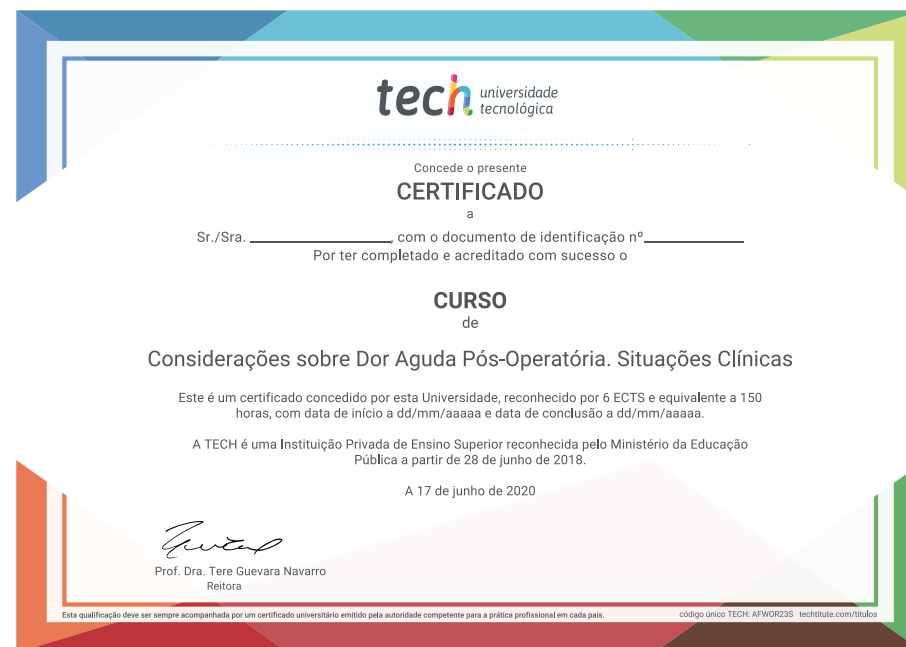 tech universidade
tecnológica
Concede o presente
CERTIFICADO
a
Sr./Sra. ________________, com o documento de identificação nº___________
Por ter completado e acreditado com sucesso o
CURSO
de
Considerações sobre Dor Aguda Pós-Operatória. Situações Clínicas
Este é um certificado concedido por esta Universidade, reconhecido por 6 ECTS e equivalente a 150
horas, com data de início a dd/mm/aaaaa e data de conclusão a dd/mm/aaaaa.
A TECH é uma Instituição Privada de Ensino Superior reconhecida pelo Ministério da Educação
Pública a partir de 28 de junho de 2018.
A 17 de junho de 2020
Prof. Dra. Tere Guevara Navarro
Reitora
Esta qualificação deve ser sempre acompanhada por um certificado universitário emitido pela autoridade competente para a prática profissional em cada país.
código único TECH: AFWOR23S techtitute.com/titulos